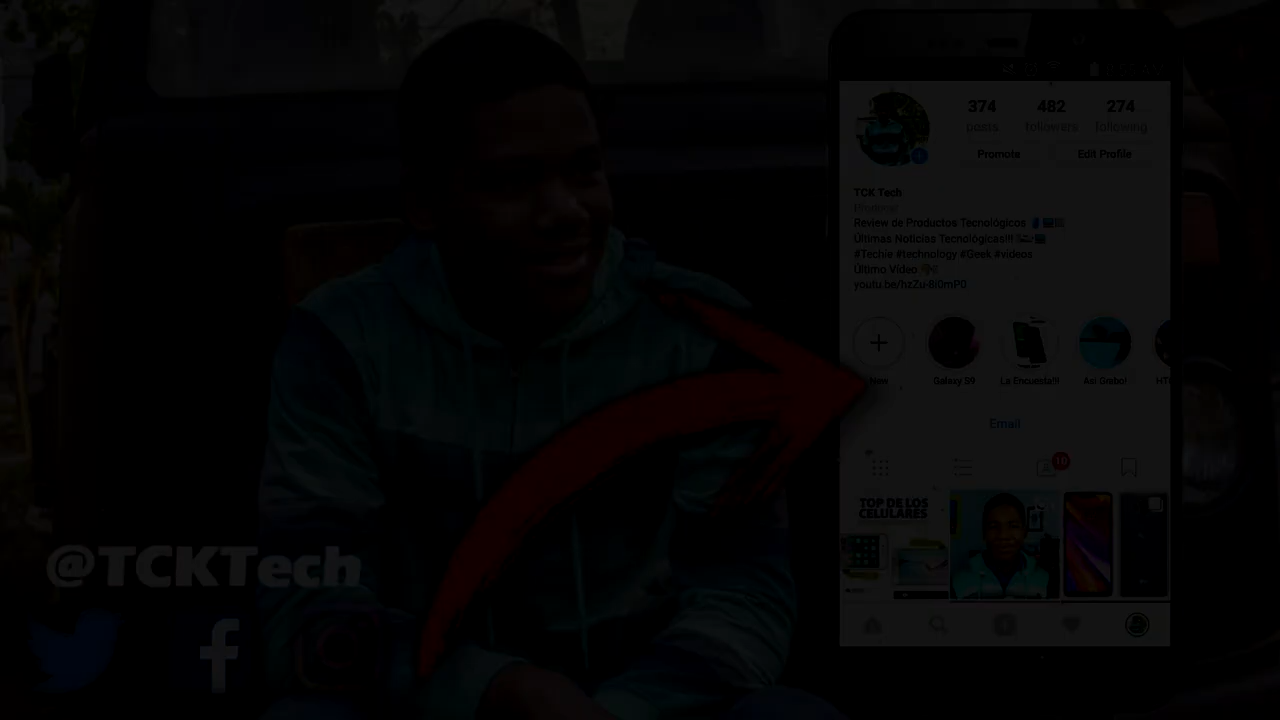 374 482 274
posts followers following
Promote Edit Profile
TCK Tech
Review de Productos Tecnológicos
Últimas Noticias Tecnológicas!!!
#Techie #technology #Geek #videos
Último Vídeo
youtu.be/hzZu-8i0mP0
New Galaxy S9 La Encuesta!!! Así Grabo!
Email
10
TOP DE LOS
CELULARES
@TCKTech